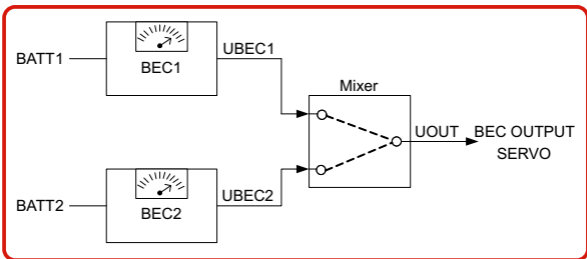 BATT1
BEC1
UBEC1
Mixer
UOUT
BEC OUTPUT
SERVO
BATT2
BEC2
UBEC2